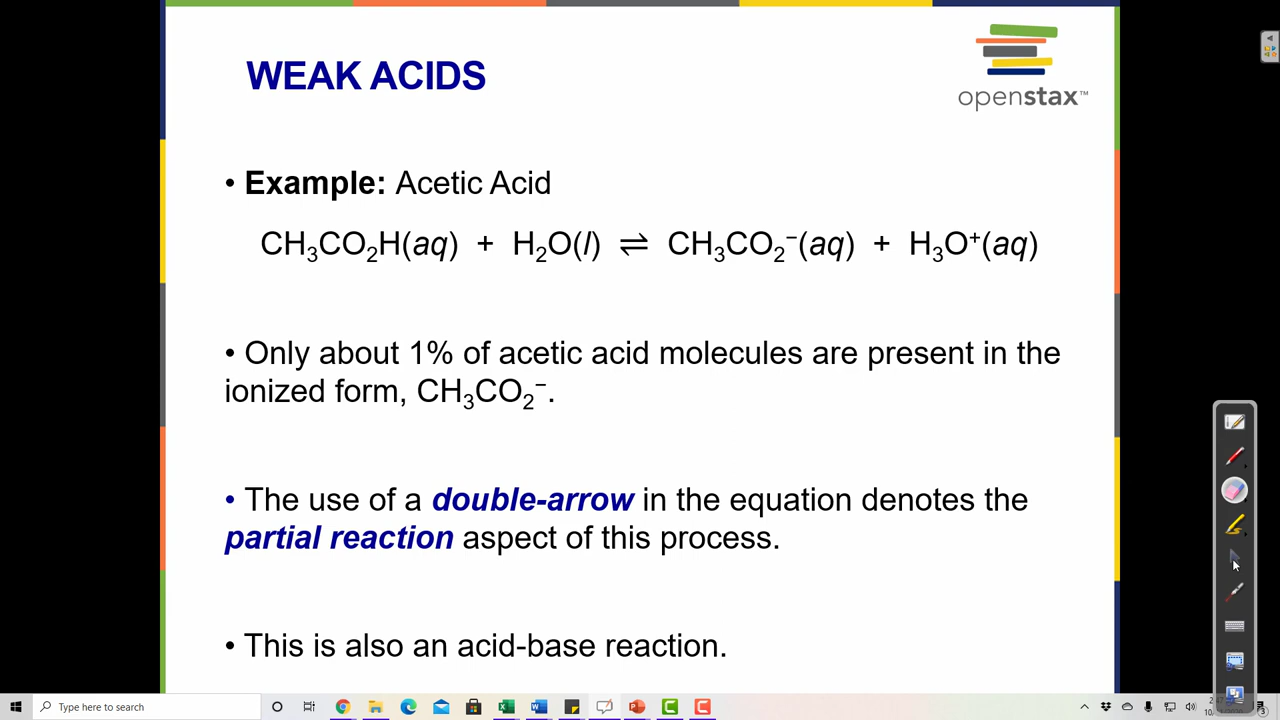 WEAK ACIDS
openstax™
• Example: Acetic Acid
CH₃CO₂H(aq) + H₂O(l) ⇌ CH₃CO₂⁻(aq) + H₃O⁺(aq)
• Only about 1% of acetic acid molecules are present in the
ionized form, CH₃CO₂⁻.
• The use of a double-arrow in the equation denotes the
partial reaction aspect of this process.
• This is also an acid-base reaction.
Type here to search